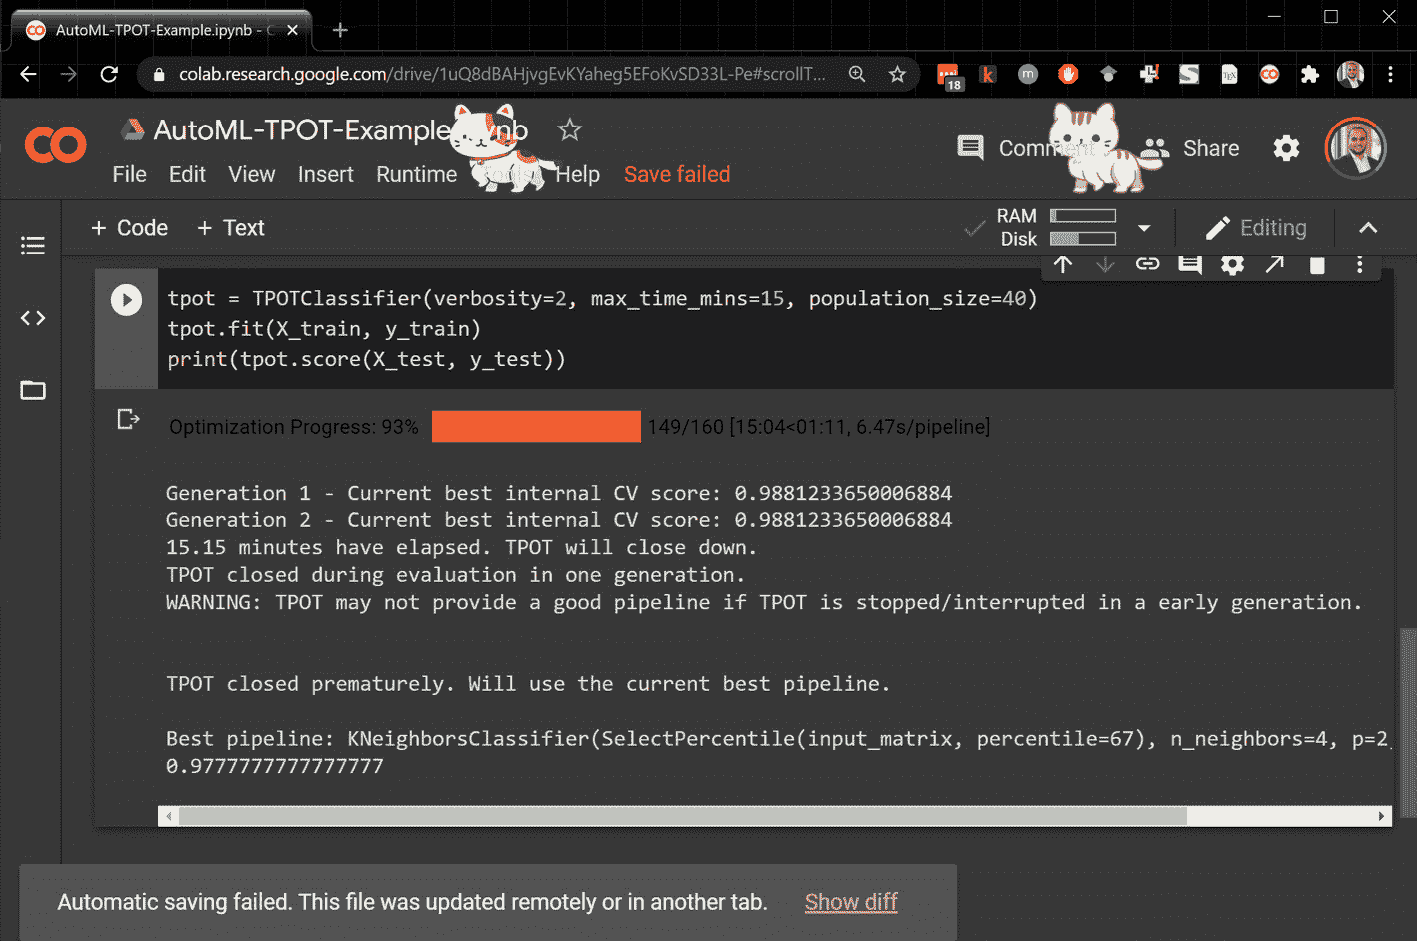 AutoML-TPOT-Example.ipynb -
colab.research.google.com/drive/1uQ8dBAHjvgEvKYaheg5EFoKvSD33L-Pe#scrollT...
18
k
m
S
TEX
AutoML-TPOT-Example
nb
Share
File Edit View Insert Runtime Help Save failed
+ Code + Text
RAM
Disk
Editing
tpot = TPOTClassifier(verbosity=2, max_time_mins=15, population_size=40)
tpot.fit(X_train, y_train)
print(tpot.score(X_test, y_test))
Optimization Progress: 93% 149/160 [15:04<01:11, 6.47s/pipeline]
Generation 1 - Current best internal CV score: 0.9881233650006884
Generation 2 - Current best internal CV score: 0.9881233650006884
15.15 minutes have elapsed. TPOT will close down.
TPOT closed during evaluation in one generation.
WARNING: TPOT may not provide a good pipeline if TPOT is stopped/interrupted in a early generation.
TPOT closed prematurely. Will use the current best pipeline.
Best pipeline: KNeighborsClassifier(SelectPercentile(input_matrix, percentile=67), n_neighbors=4, p=2,
0.9777777777777777
Automatic saving failed. This file was updated remotely or in another tab. Show diff